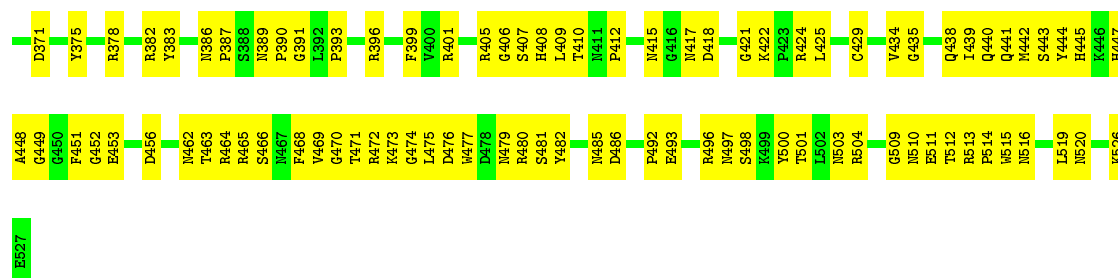 D371 Y375 R378 R382 Y383 N386 P387 S388 N389 P390 G391 L392 P393 R396 F399 V400 R401 R405 G406 S407 H408 L409 T410 N411 P412 N415 G416 N417 D418 G421 K422 P423 R424 L425 C429 V434 G435 Q438 I439 Q440 Q441 M442 S443 Y444 H445 K446 H447
A448 G449 G450 F451 G452 E453 D456 N462 T463 R464 R465 S466 N467 F468 V469 G470 T471 R472 K473 G474 L475 D476 W477 D478 N479 R480 S481 Y482 N485 D486 P492 E493 R496 N497 S498 K499 Y500 T501 L502 N503 R504 G509 N510 E511 T512 R513 P514 W515 N516 L519 N520 K526
E527